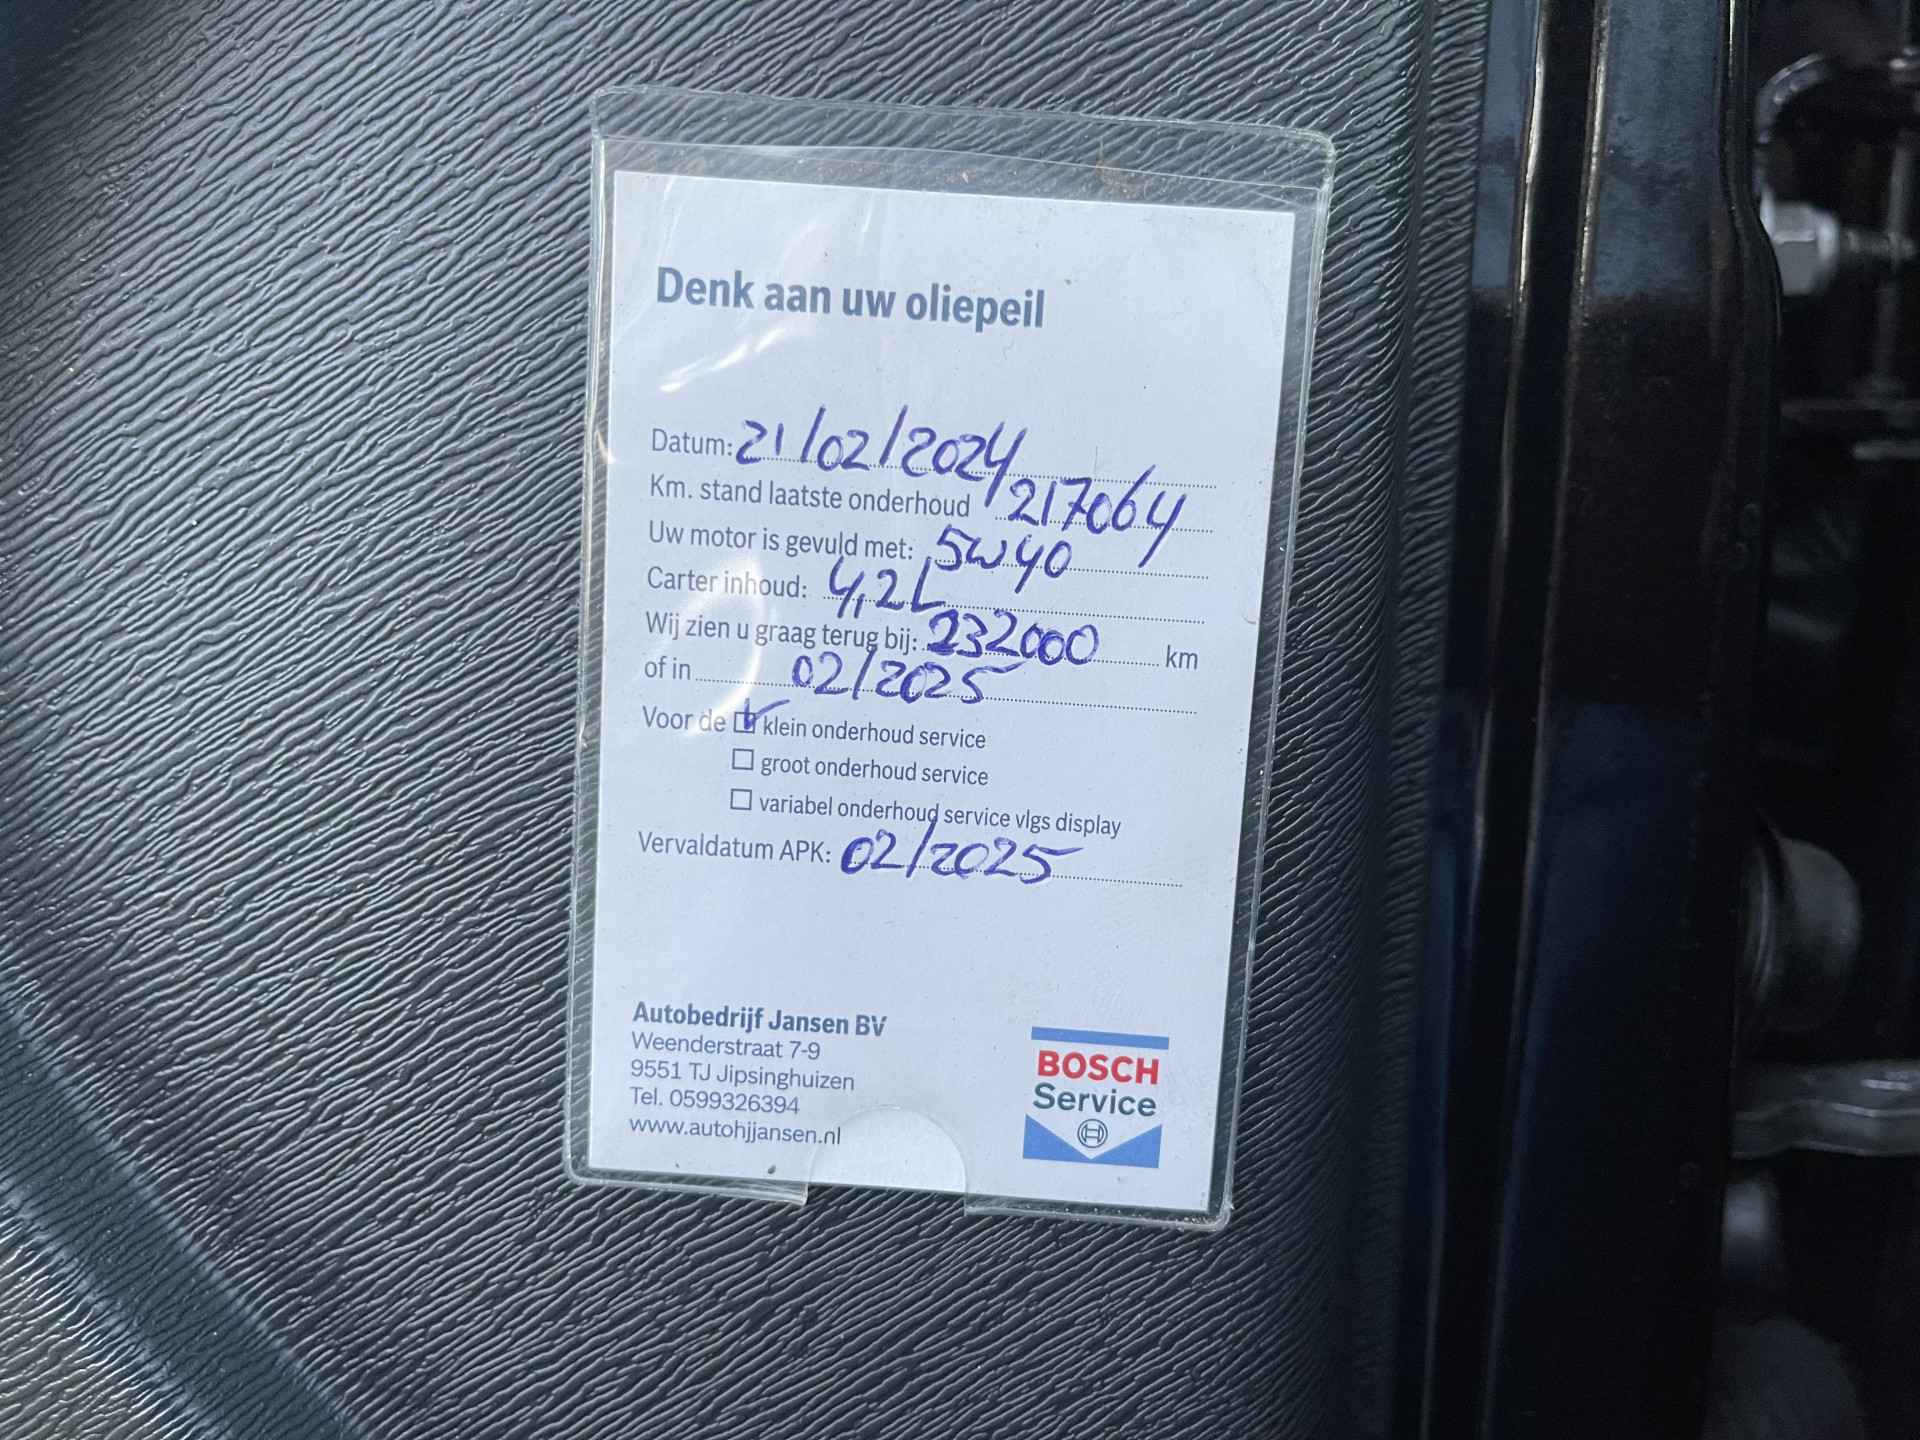 Denk aan uw oliepeil
Datum: 21/02/2024
Km. stand laatste onderhoud 217064
Uw motor is gevuld met: 5W40
Carter inhoud: 4,2L
Wij zien u graag terug bij: 232000 km
of in 02/2025
Voor de klein onderhoud service
groot onderhoud service
variabel onderhoud service vlgs display
Vervaldatum APK: 02/2025
Autobedrijf Jansen BV
Weenderstraat 7-9
9551 TJ Jipsinghuizen
Tel. 0599326394
www.autohjjansen.nl
BOSCH
Service